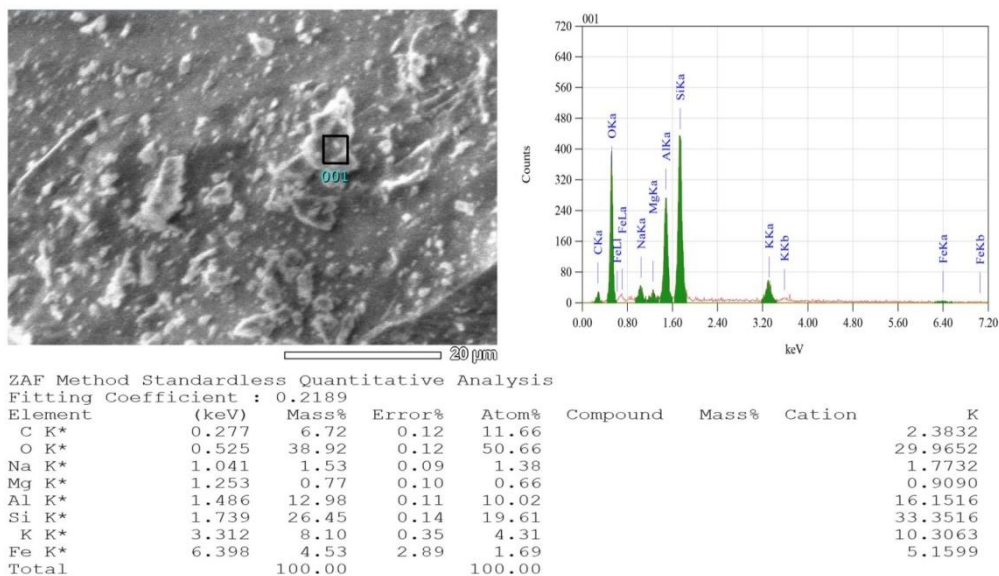 001
001
720
640
560
480
400
320
240
160
80
0
Counts
CKa
OKa
FeLl
FeLa
NaKa
MgKa
AlKa
SiKa
KKa
KKb
FeKa
FeKb
0.00 0.80 1.60 2.40 3.20 4.00 4.80 5.60 6.40 7.20
keV
20 µm
ZAF Method Standardless Quantitative Analysis
Fitting Coefficient : 0.2189
Element (keV) Mass% Error% Atom% Compound Mass% Cation K
C K* 0.277 6.72 0.12 11.66 2.3832
O K* 0.525 38.92 0.12 50.66 29.9652
Na K* 1.041 1.53 0.09 1.38 1.7732
Mg K* 1.253 0.77 0.10 0.66 0.9090
Al K* 1.486 12.98 0.11 10.02 16.1516
Si K* 1.739 26.45 0.14 19.61 33.3516
K K* 3.312 8.10 0.35 4.31 10.3063
Fe K* 6.398 4.53 2.89 1.69 5.1599
Total 100.00 100.00